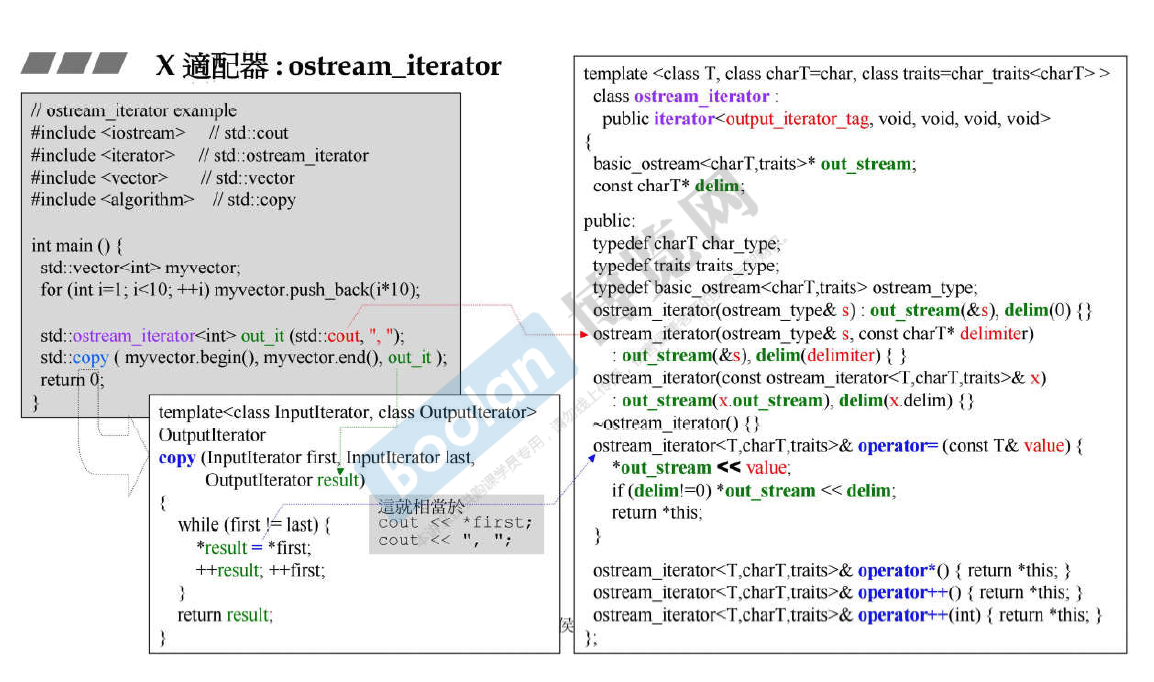 X 適配器 : ostream_iterator
// ostream_iterator example
#include <iostream> // std::cout
#include <iterator> // std::ostream_iterator
#include <vector> // std::vector
#include <algorithm> // std::copy
int main () {
std::vector<int> myvector;
for (int i=1; i<10; ++i) myvector.push_back(i*10);
std::ostream_iterator<int> out_it (std::cout, ", ");
std::copy ( myvector.begin(), myvector.end(), out_it );
return 0;
}
template<class InputIterator, class OutputIterator>
OutputIterator
copy (InputIterator first, InputIterator last,
OutputIterator result)
{
while (first != last) {
*result = *first;
++result; ++first;
}
return result;
}
這就相當於
cout << *first;
cout << ", ";
template <class T, class charT=char, class traits=char_traits<charT> >
class ostream_iterator :
public iterator<output_iterator_tag, void, void, void, void>
{
basic_ostream<charT,traits>* out_stream;
const charT* delim;
public:
typedef charT char_type;
typedef traits traits_type;
typedef basic_ostream<charT,traits> ostream_type;
ostream_iterator(ostream_type& s) : out_stream(&s), delim(0) {}
ostream_iterator(ostream_type& s, const charT* delimiter)
: out_stream(&s), delim(delimiter) { }
ostream_iterator(const ostream_iterator<T,charT,traits>& x)
: out_stream(x.out_stream), delim(x.delim) {}
~ostream_iterator() {}
ostream_iterator<T,charT,traits>& operator= (const T& value) {
*out_stream << value;
if (delim!=0) *out_stream << delim;
return *this;
}
ostream_iterator<T,charT,traits>& operator*() { return *this; }
ostream_iterator<T,charT,traits>& operator++() { return *this; }
ostream_iterator<T,charT,traits>& operator++(int) { return *this; }
};
侯
boolan 博览网